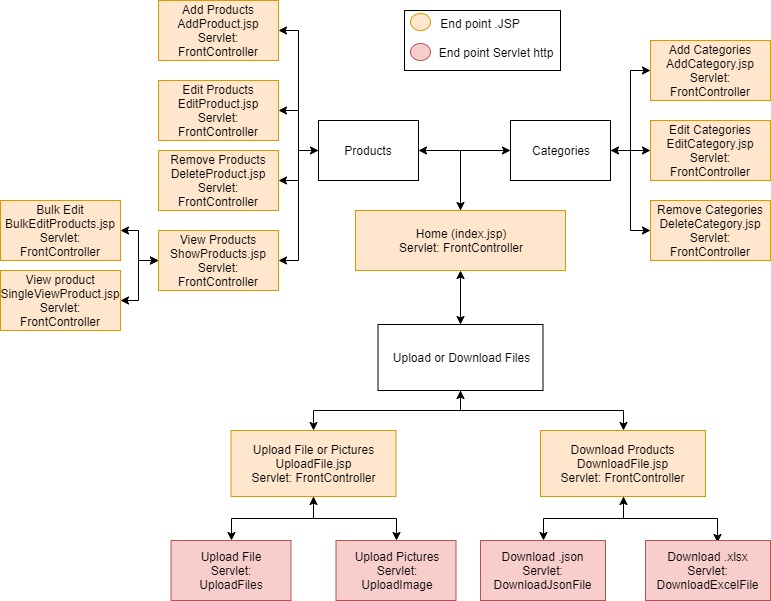 Add Products
AddProduct.jsp
Servlet:
FrontController
End point .JSP
End point Servlet http
Add Categories
AddCategory.jsp
Servlet:
FrontController
Edit Products
EditProduct.jsp
Servlet:
FrontController
Products
Categories
Edit Categories
EditCategory.jsp
Servlet:
FrontController
Remove Products
DeleteProduct.jsp
Servlet:
FrontController
Bulk Edit
BulkEditProducts.jsp
Servlet:
FrontController
View Products
ShowProducts.jsp
Servlet:
FrontController
Home (index.jsp)
Servlet: FrontController
Remove Categories
DeleteCategory.jsp
Servlet:
FrontController
View product
SingleViewProduct.jsp
Servlet:
FrontController
Upload or Download Files
Upload File or Pictures
UploadFile.jsp
Servlet: FrontController
Download Products
DownloadFile.jsp
Servlet: FrontController
Upload File
Servlet:
UploadFiles
Upload Pictures
Servlet:
UploadImage
Download .json
Servlet:
DownloadJsonFile
Download .xlsx
Servlet:
DownloadExcelFile